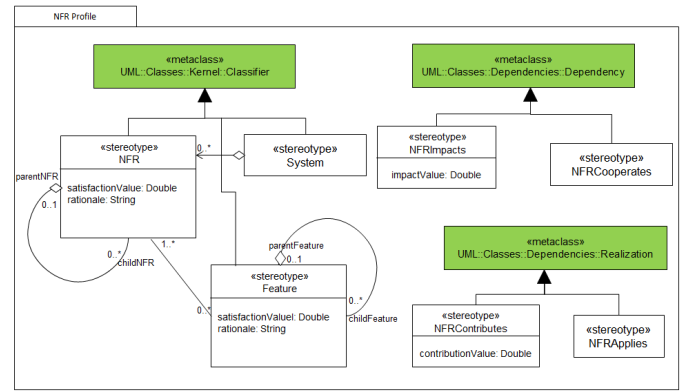 NFR Profile
«metaclass»
UML::Classes::Kernel::Classifier
«metaclass»
UML::Classes::Dependencies::Dependency
«stereotype»
NFR
satisfactionValue: Double
rationale: String
0..*
«stereotype»
System
«stereotype»
NFRImpacts
impactValue: Double
«stereotype»
NFRCooperates
parentNFR
0..1
0..*
childNFR
1..*
0..*
parentFeature
0..1
«stereotype»
Feature
satisfactionValuel: Double
rationale: String
0..*
childFeature
«metaclass»
UML::Classes::Dependencies::Realization
«stereotype»
NFRContributes
contributionValue: Double
«stereotype»
NFRApplies